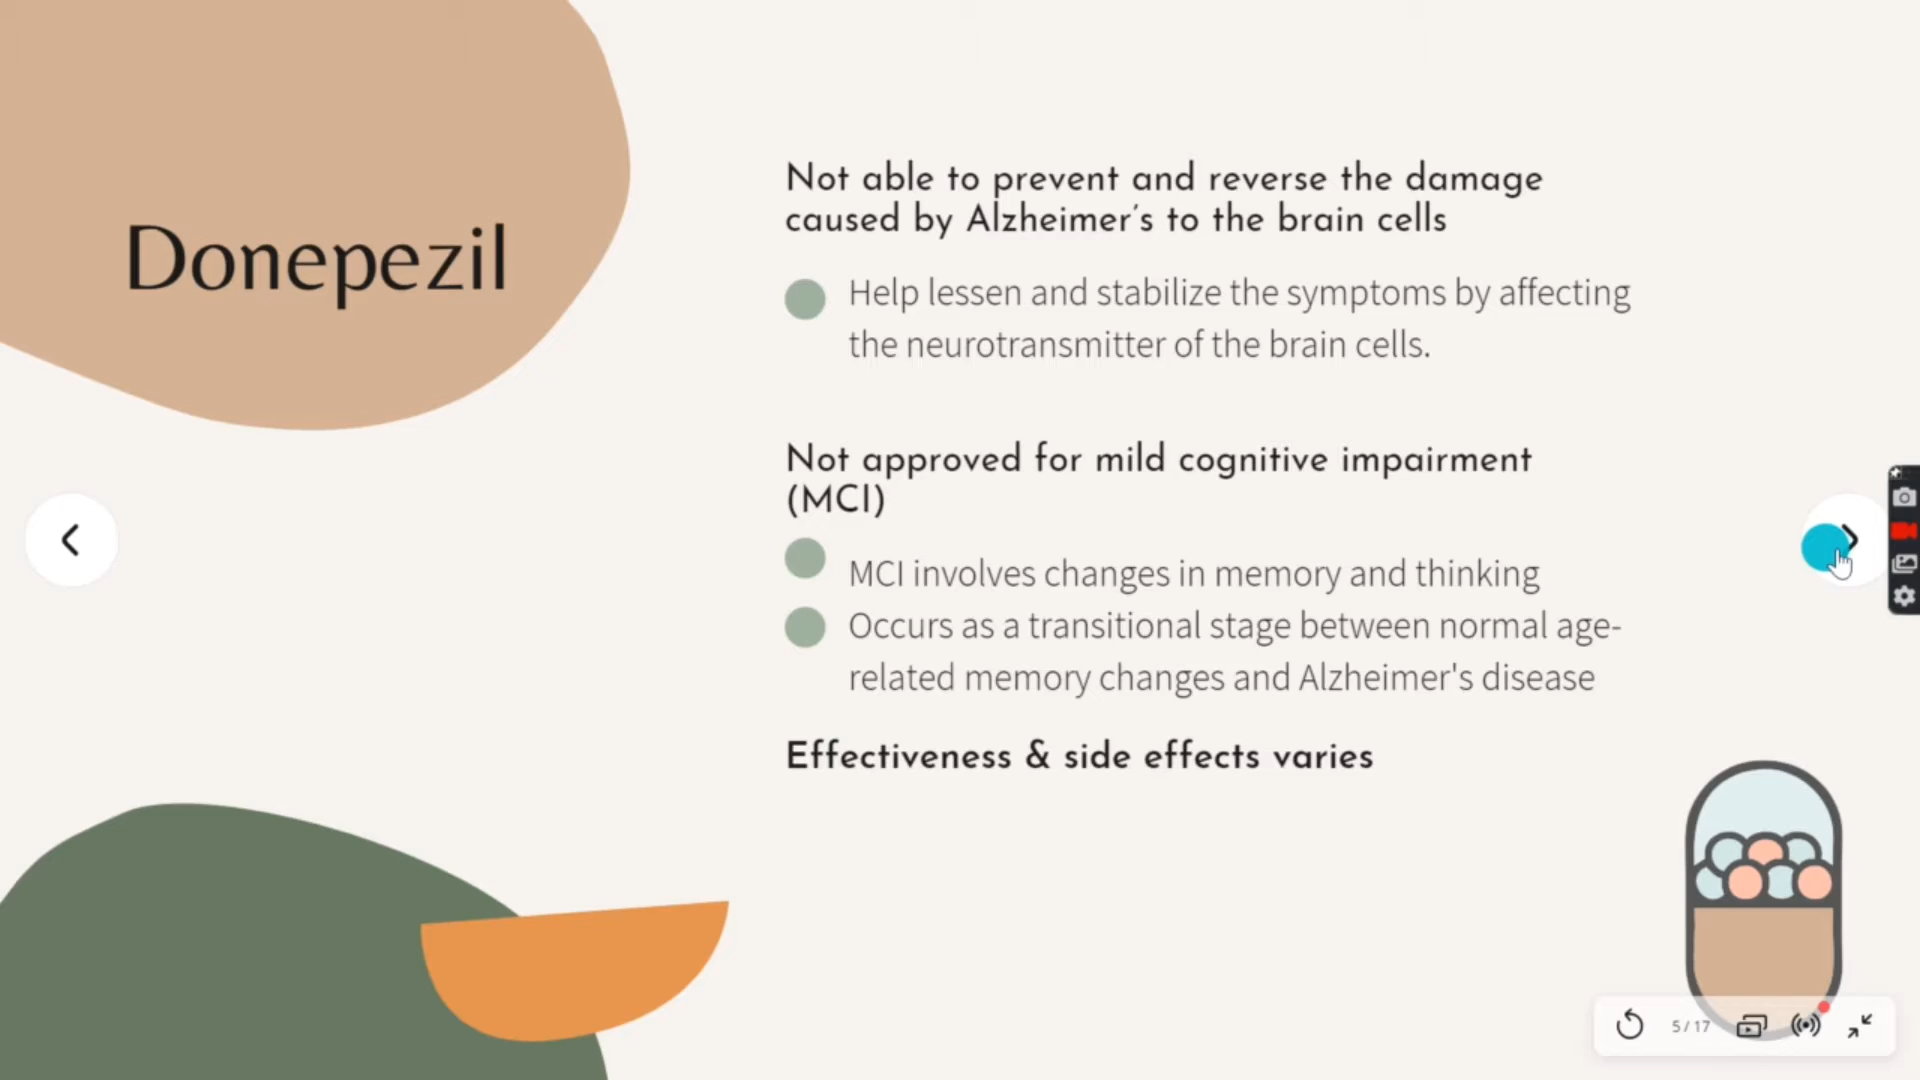 Donepezil
Not able to prevent and reverse the damage
caused by Alzheimer's to the brain cells
Help lessen and stabilize the symptoms by affecting
the neurotransmitter of the brain cells.
Not approved for mild cognitive impairment
(MCI)
MCI involves changes in memory and thinking
Occurs as a transitional stage between normal age-
related memory changes and Alzheimer's disease
Effectiveness & side effects varies
5 / 17